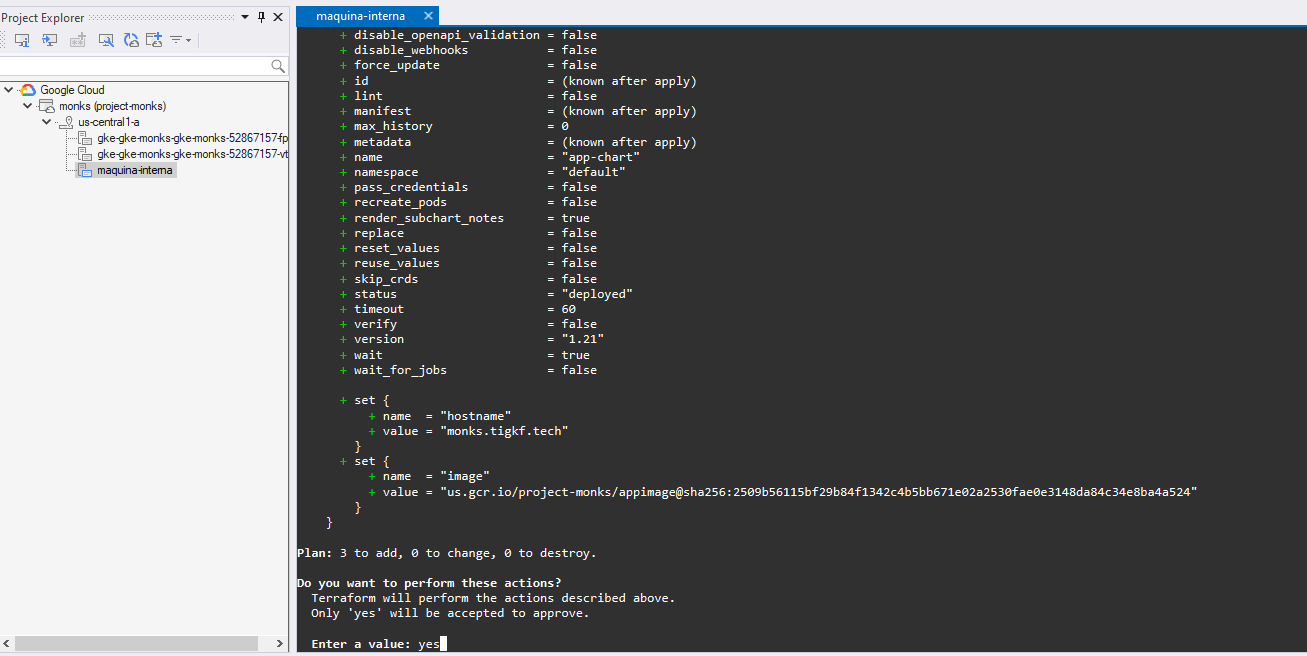 Project Explorer
Google Cloud
monks (project-monks)
us-central1-a
gke-gke-monks-gke-monks-52867157-fp
gke-gke-monks-gke-monks-52867157-vt
maquina-interna
maquina-interna
+ disable_openapi_validation = false
+ disable_webhooks = false
+ force_update = false
+ id = (known after apply)
+ lint = false
+ manifest = (known after apply)
+ max_history = 0
+ metadata = (known after apply)
+ name = "app-chart"
+ namespace = "default"
+ pass_credentials = false
+ recreate_pods = false
+ render_subchart_notes = true
+ replace = false
+ reset_values = false
+ reuse_values = false
+ skip_crds = false
+ status = "deployed"
+ timeout = 60
+ verify = false
+ version = "1.21"
+ wait = true
+ wait_for_jobs = false
+ set {
+ name = "hostname"
+ value = "monks.tigkf.tech"
}
+ set {
+ name = "image"
+ value = "us.gcr.io/project-monks/appimage@sha256:2509b56115bf29b84f1342c4b5bb671e02a2530fae0e3148da84c34e8ba4a524"
}
}
Plan: 3 to add, 0 to change, 0 to destroy.
Do you want to perform these actions?
Terraform will perform the actions described above.
Only 'yes' will be accepted to approve.
Enter a value: yes